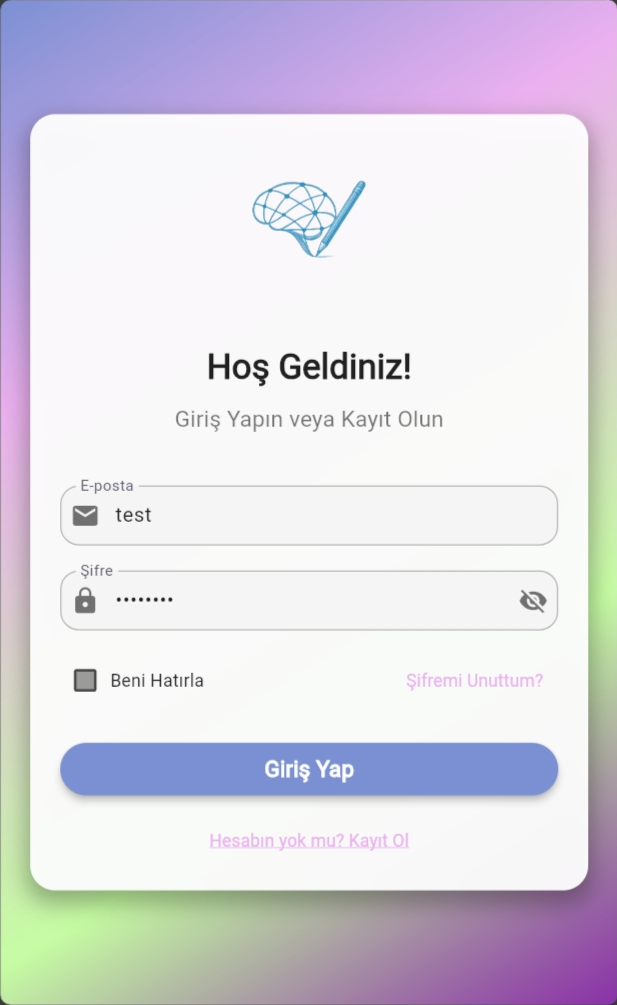 Hoş Geldiniz!
Giriş Yapın veya Kayıt Olun
E-posta
test
Şifre
••••••••
Beni Hatırla
Şifremi Unuttum?
Giriş Yap
Hesabın yok mu? Kayıt Ol